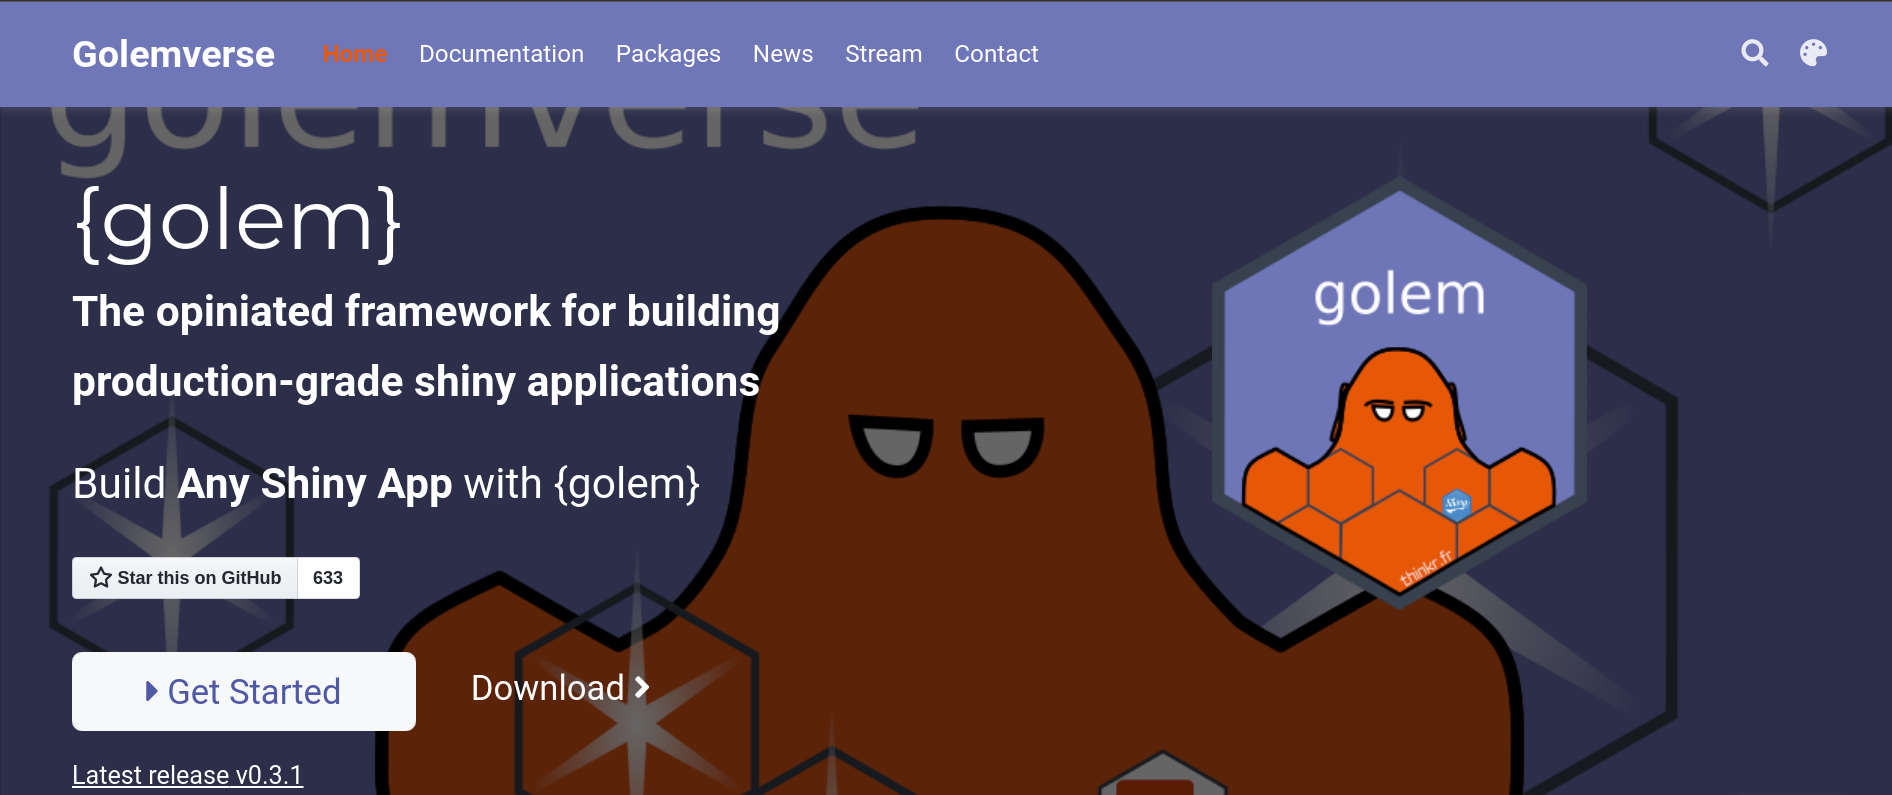 Golemverse Home Documentation Packages News Stream Contact
golemverse
{golem}
The opiniated framework for building
production-grade shiny applications
Build Any Shiny App with {golem}
Star this on GitHub 633
Get Started Download
Latest release v0.3.1
golem
Shiny
thinkr.fr